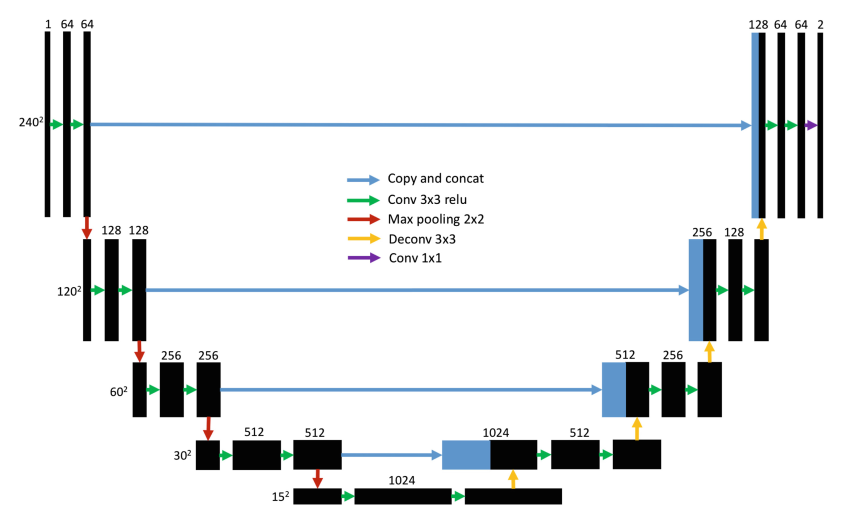 1 64 64
128 64 64 2
240²
Copy and concat
Conv 3x3 relu
Max pooling 2x2
Deconv 3x3
Conv 1x1
128 128
256 128
120²
256 256
512 256
60²
512 512
1024 512
30²
1024
15²